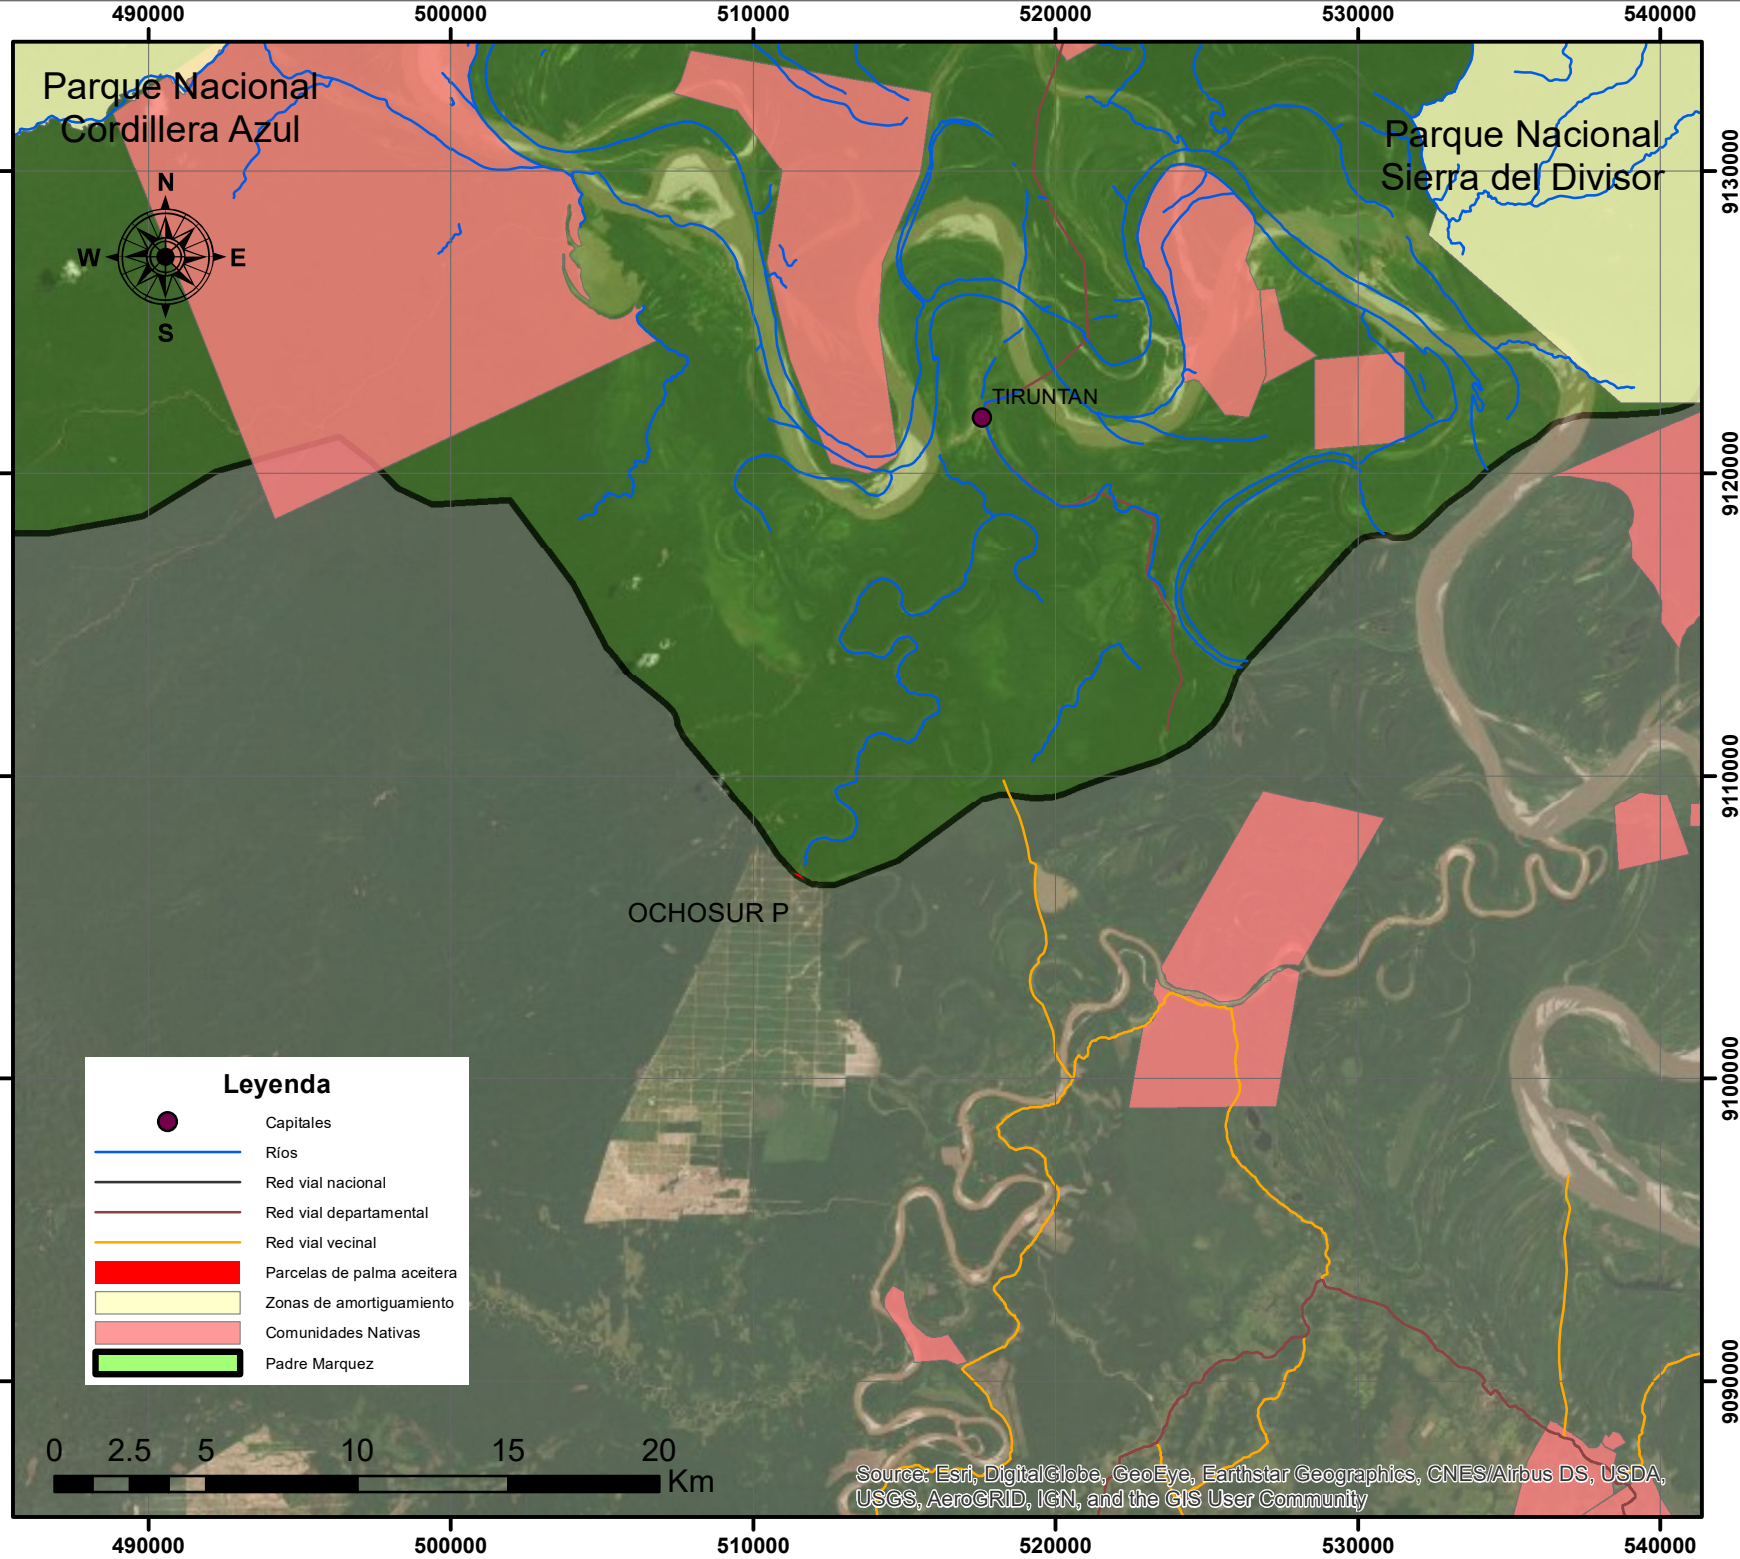 490000 500000 510000 520000 530000 540000
Parque Nacional
Cordillera Azul
Parque Nacional
Sierra del Divisor
N
W E
S
9130000
9120000
9110000
9100000
9090000
TIRUNTAN
OCHOSUR P
Leyenda
Capitales
Ríos
Red vial nacional
Red vial departamental
Red vial vecinal
Parcelas de palma aceitera
Zonas de amortiguamiento
Comunidades Nativas
Padre Marquez
0 2.5 5 10 15 20
Km
Source: Esri, DigitalGlobe, GeoEye, Earthstar Geographics, CNES/Airbus DS, USDA,
USGS, AeroGRID, IGN, and the GIS User Community
490000 500000 510000 520000 530000 540000